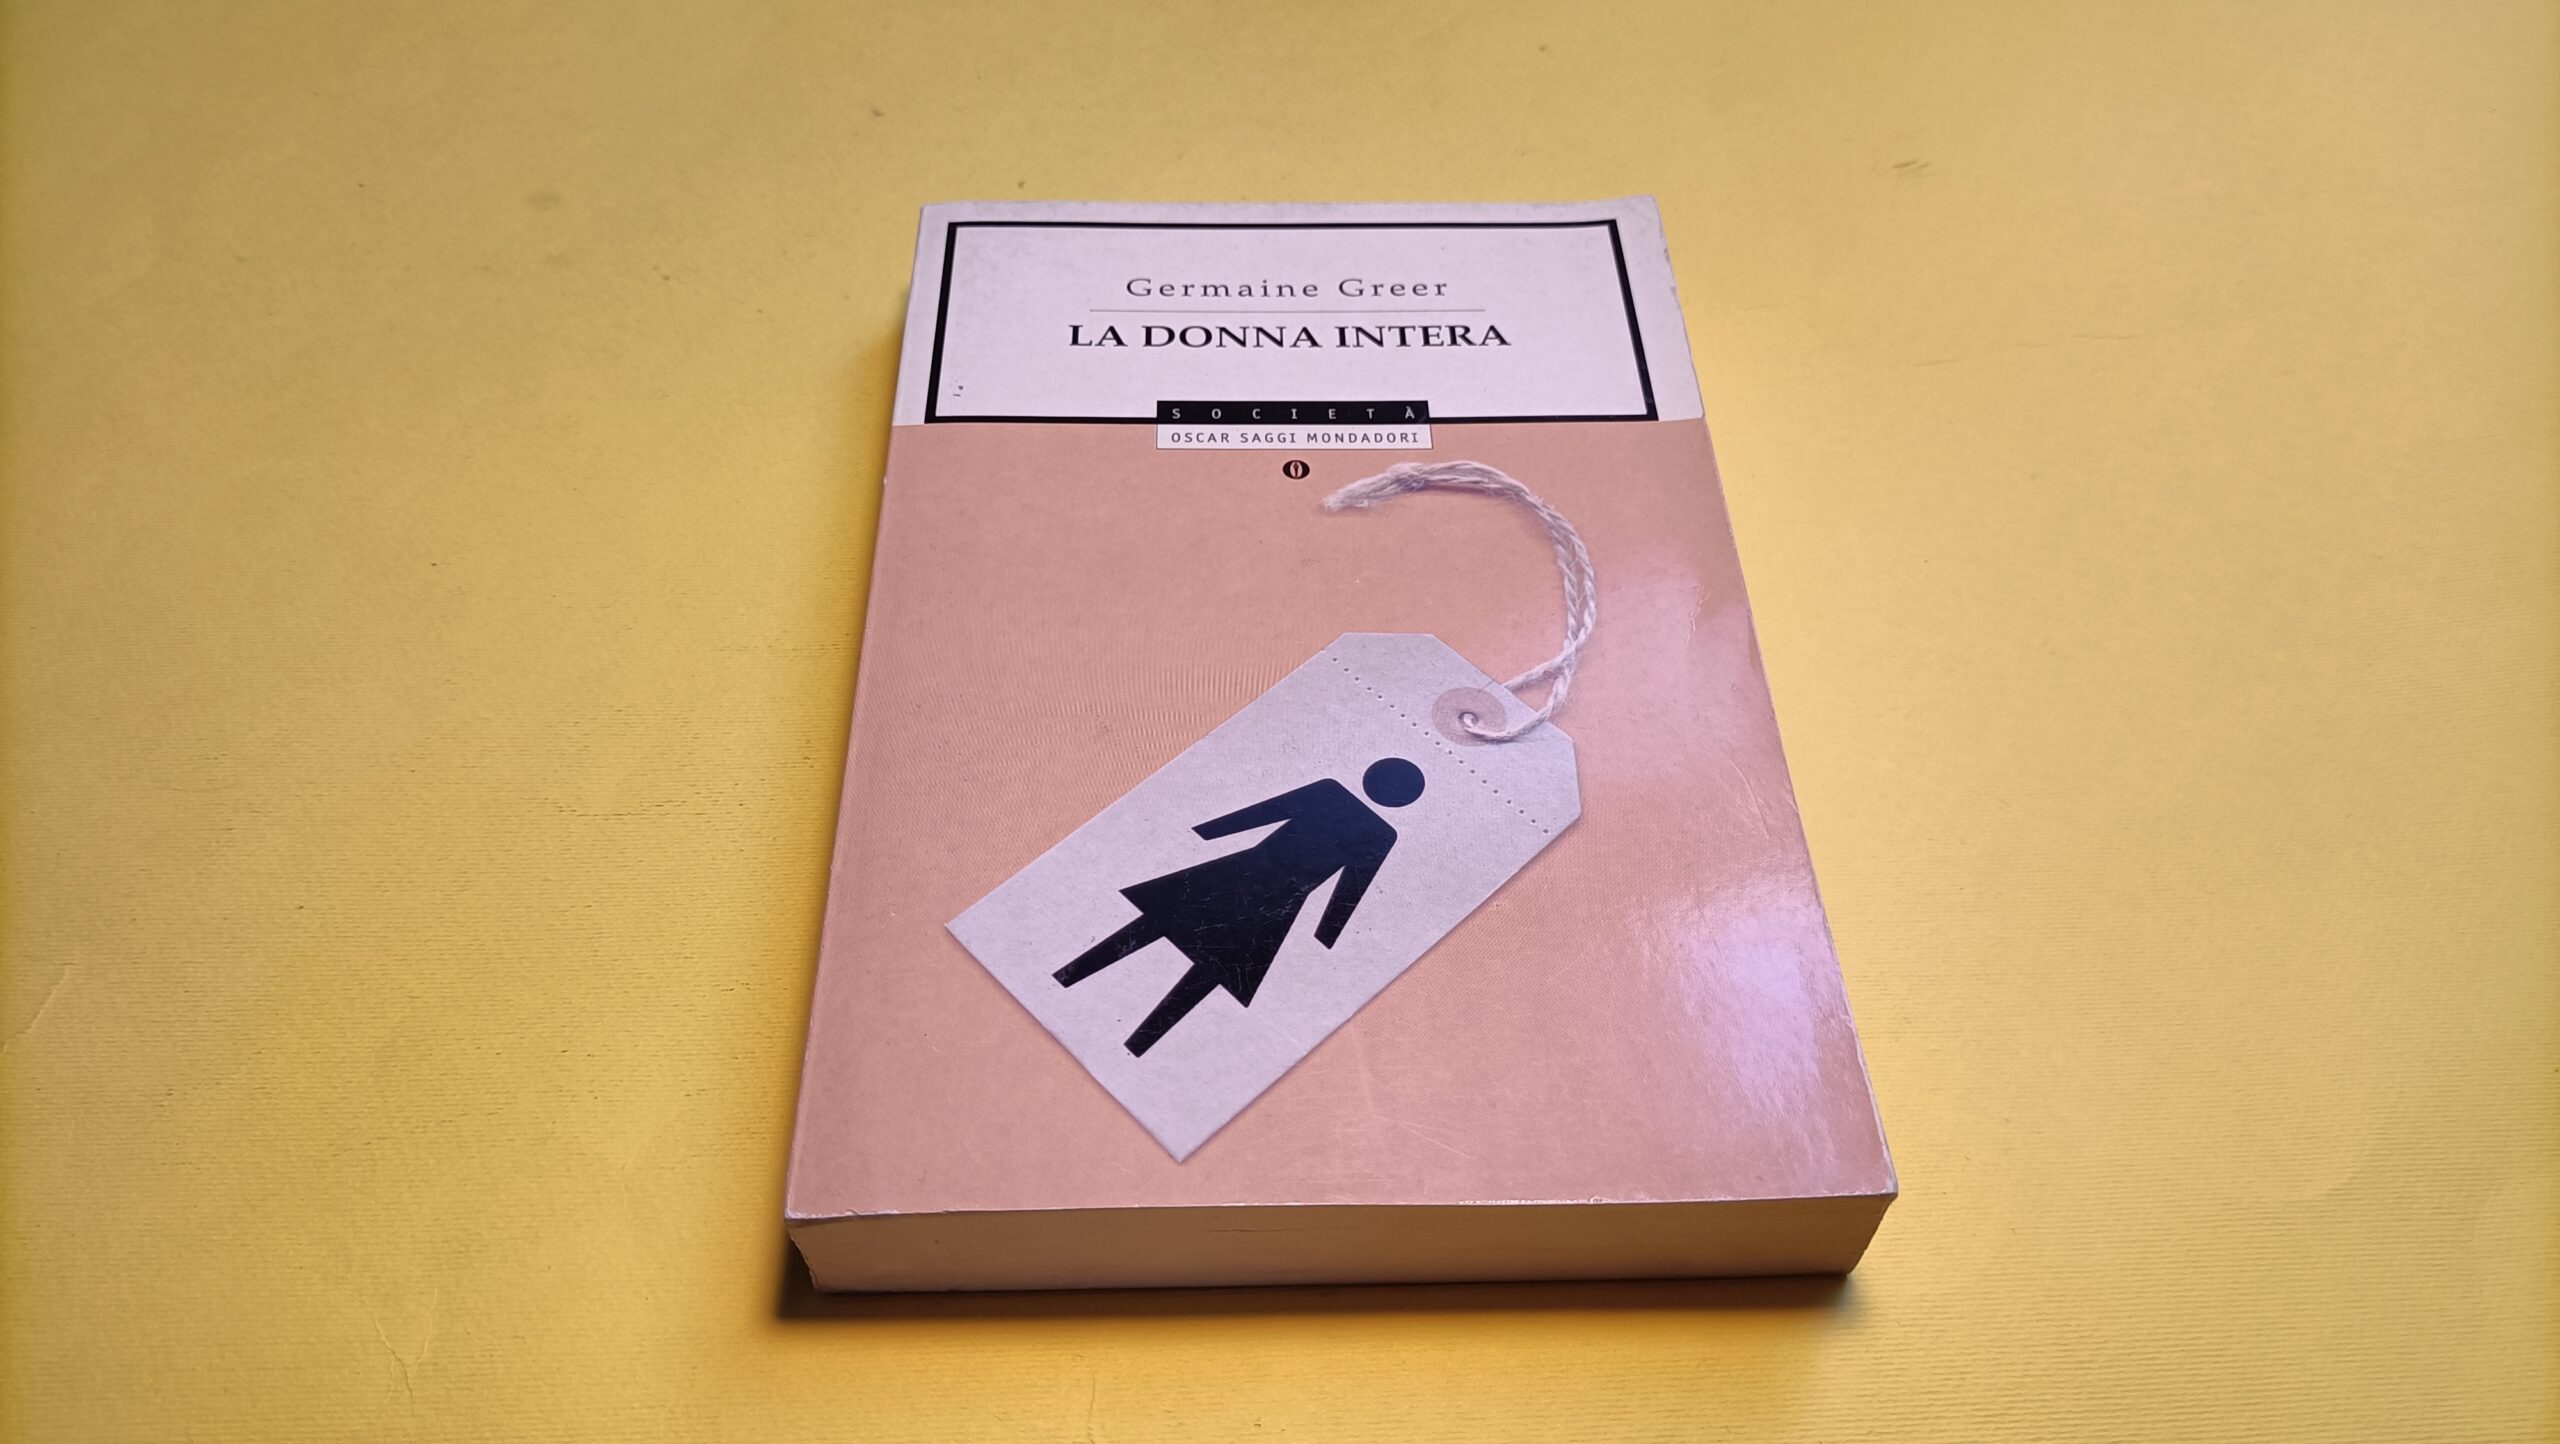 Germaine Greer
LA DONNA INTERA
SOCIETÀ
OSCAR SAGGI MONDADORI